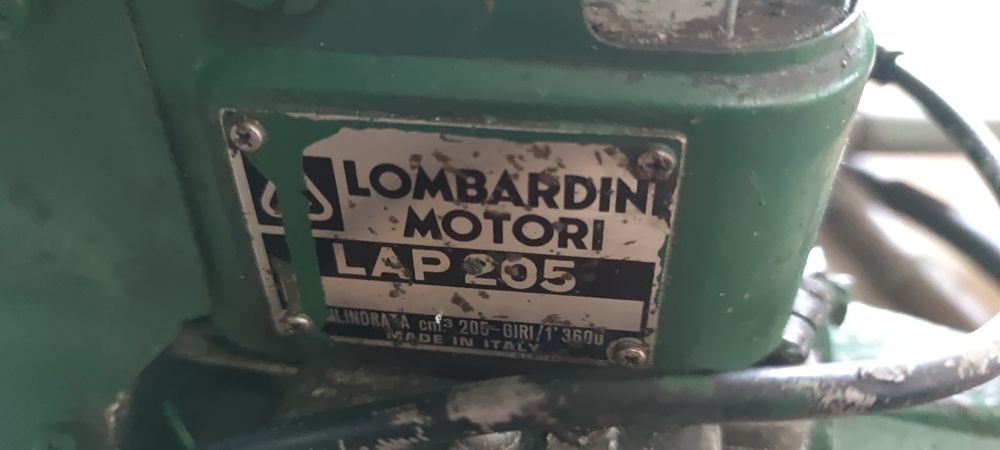 LOMBARDINI
MOTORI
LAP 205
CILINDRATA cm³ 200-GIRI/1' 3600
MADE IN ITALY